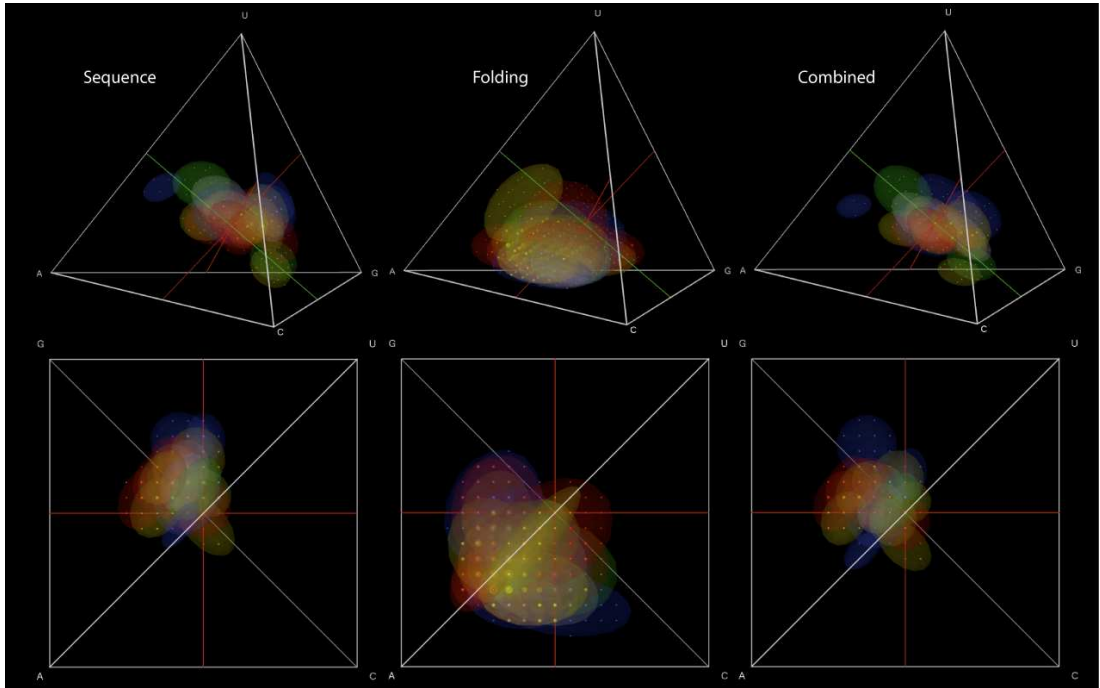 U U U
Sequence Folding Combined
A G A G A G
C C C
G U G U G U
A C A C A C